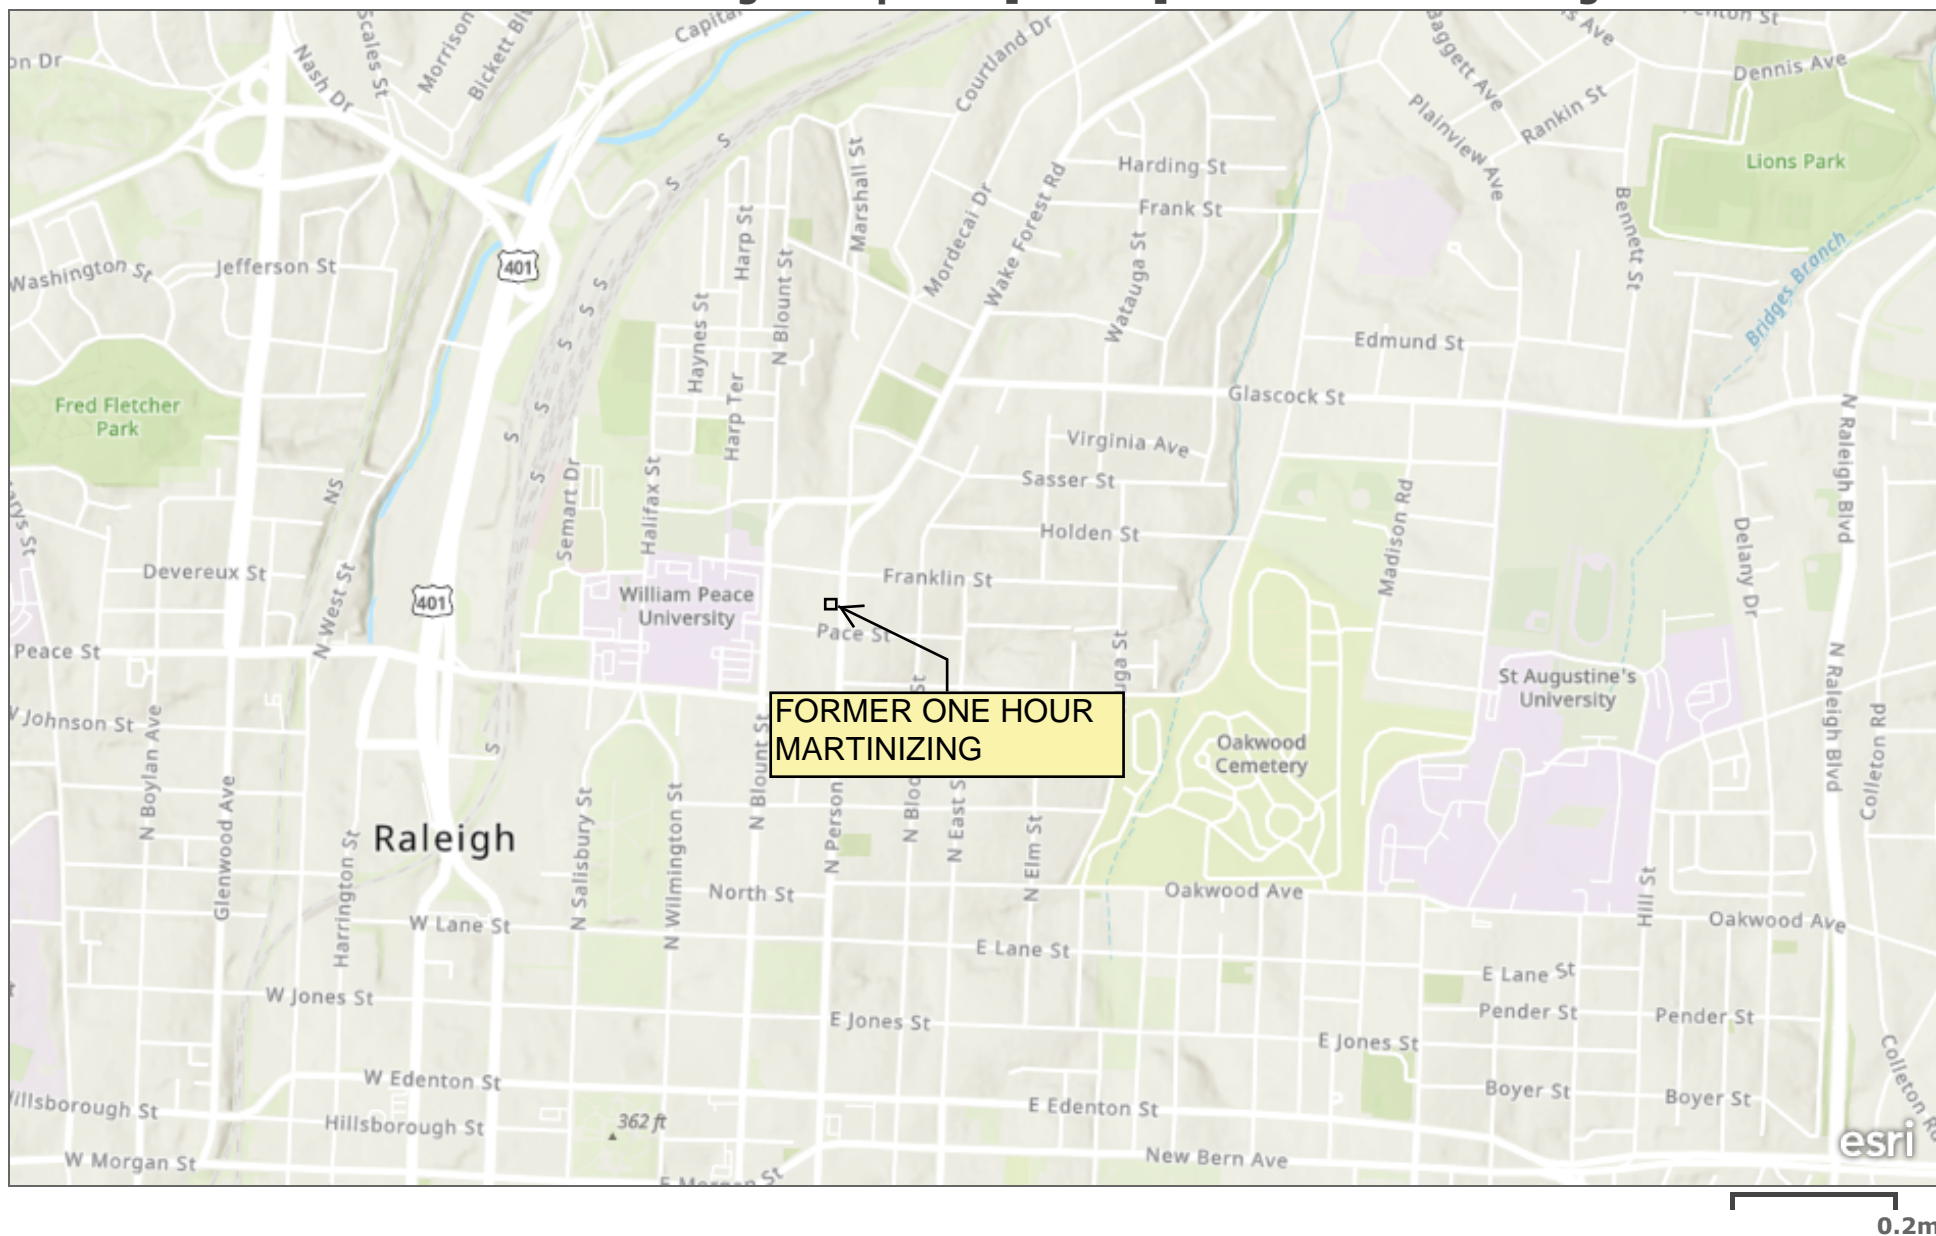 Capital
Courtland Dr
Scales St
Morrison
Nash Dr
Dennis Ave
Baggett Ave
Rankin St
Plainview Ave
Lions Park
Harding St
Marshall St
Wake Forest Rd
Frank St
Mordecai Dr
Harp St
Bennett St
Watauga St
Bridges Branch
Washington St
Jefferson St
401
N Blount St
Haynes St
Edmund St
Glascock St
Fred Fletcher
Park
Harp Ter
N Raleigh Blvd
Virginia Ave
Sasser St
NS
Semart Dr
Halifax St
Madison Rd
Holden St
Delany Dr
Devereux St
N West St
Franklin St
William Peace
University
401
Pace St
Peace St
N Raleigh Blvd
St Augustine's
University
FORMER ONE HOUR
MARTINIZING
Johnson St
N Boylan Ave
N Blount St
Oakwood
Cemetery
Colleton Rd
Raleigh
Glenwood Ave
Harrington St
N Salisbury St
N Wilmington St
N Person
N East S
N Elm St
North St
Oakwood Ave
Hill St
Oakwood Ave
W Lane St
E Lane St
E Lane St
W Jones St
E Jones St
Pender St
Pender St
E Jones St
W Edenton St
Boyer St
Boyer St
Colleton Rd
E Edenton St
Hillsborough St
362 ft
W Morgan St
New Bern Ave
E Morgan St
esri
0.2m
S
S
S
S
S
S
S
S
S